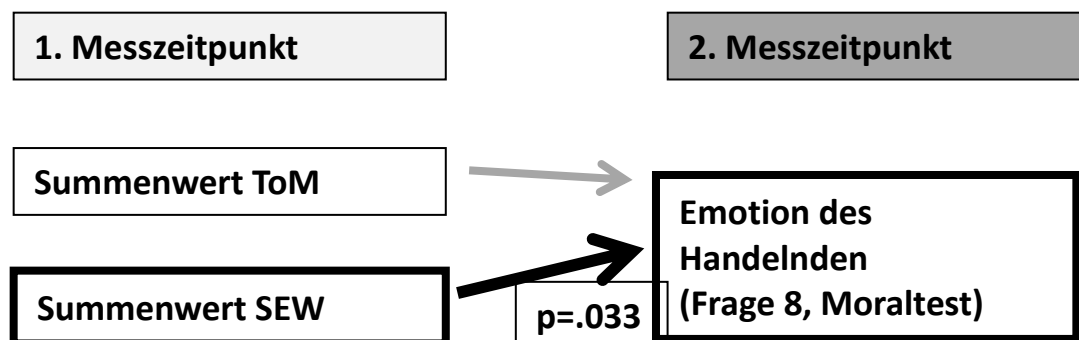 1. Messzeitpunkt
2. Messzeitpunkt
Summenwert ToM
Emotion des
Handelnden
(Frage 8, Moraltest)
Summenwert SEW
p=.033